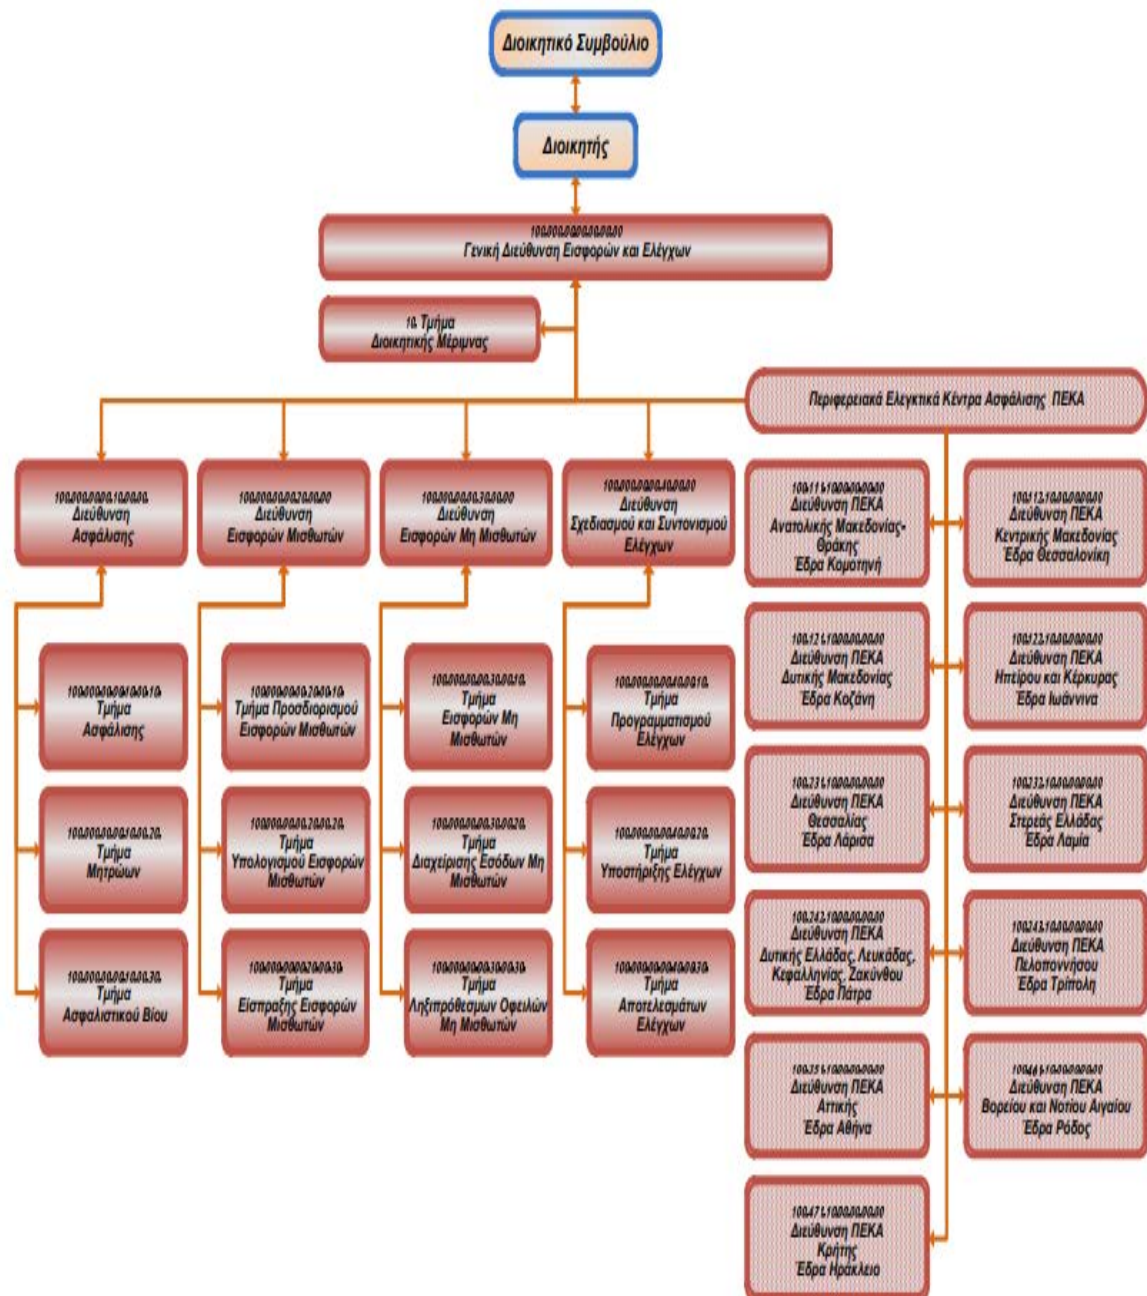 Διοικητικό Συμβούλιο
Διοικητής
Γενική Διεύθυνση Εισφορών και Ελέγχων
10. Τμήμα
Διοικητικής Μέριμνας
Περιφερειακά Ελεγκτικά Κέντρα Ασφάλισης ΠΕΚΑ
Διεύθυνση
Ασφάλισης
Διεύθυνση
Εισφορών Μισθωτών
Διεύθυνση
Εισφορών Μη Μισθωτών
Διεύθυνση
Σχεδιασμού και Συντονισμού
Ελέγχων
Τμήμα
Ασφάλισης
Τμήμα Προσδιορισμού
Εισφορών Μισθωτών
Τμήμα
Εισφορών Μη
Μισθωτών
Τμήμα
Προγραμματισμού
Ελέγχων
Τμήμα
Μητρώων
Τμήμα
Υπολογισμού Εισφορών
Μισθωτών
Τμήμα
Διαχείρισης Εσόδων Μη
Μισθωτών
Τμήμα
Υποστήριξης Ελέγχων
Τμήμα
Ασφαλιστικού Βίου
Τμήμα
Είσπραξης Εισφορών
Μισθωτών
Τμήμα
Ληξιπρόθεσμων Οφειλών
Μη Μισθωτών
Τμήμα
Αποτελεσμάτων
Ελέγχων
Διεύθυνση ΠΕΚΑ
Ανατολικής Μακεδονίας-
Θράκης
Έδρα Κομοτηνή
Διεύθυνση ΠΕΚΑ
Κεντρικής Μακεδονίας
Έδρα Θεσσαλονίκη
Διεύθυνση ΠΕΚΑ
Δυτικής Μακεδονίας
Έδρα Κοζάνη
Διεύθυνση ΠΕΚΑ
Ηπείρου και Κέρκυρας
Έδρα Ιωάννινα
Διεύθυνση ΠΕΚΑ
Θεσσαλίας
Έδρα Λάρισα
Διεύθυνση ΠΕΚΑ
Στερεάς Ελλάδας
Έδρα Λαμία
Διεύθυνση ΠΕΚΑ
Δυτικής Ελλάδας, Λευκάδας,
Κεφαλληνίας, Ζακύνθου
Έδρα Πάτρα
Διεύθυνση ΠΕΚΑ
Πελοποννήσου
Έδρα Τρίπολη
Διεύθυνση ΠΕΚΑ
Αττικής
Έδρα Αθήνα
Διεύθυνση ΠΕΚΑ
Βορείου και Νοτίου Αιγαίου
Έδρα Ρόδος
Διεύθυνση ΠΕΚΑ
Κρήτης
Έδρα Ηράκλειο